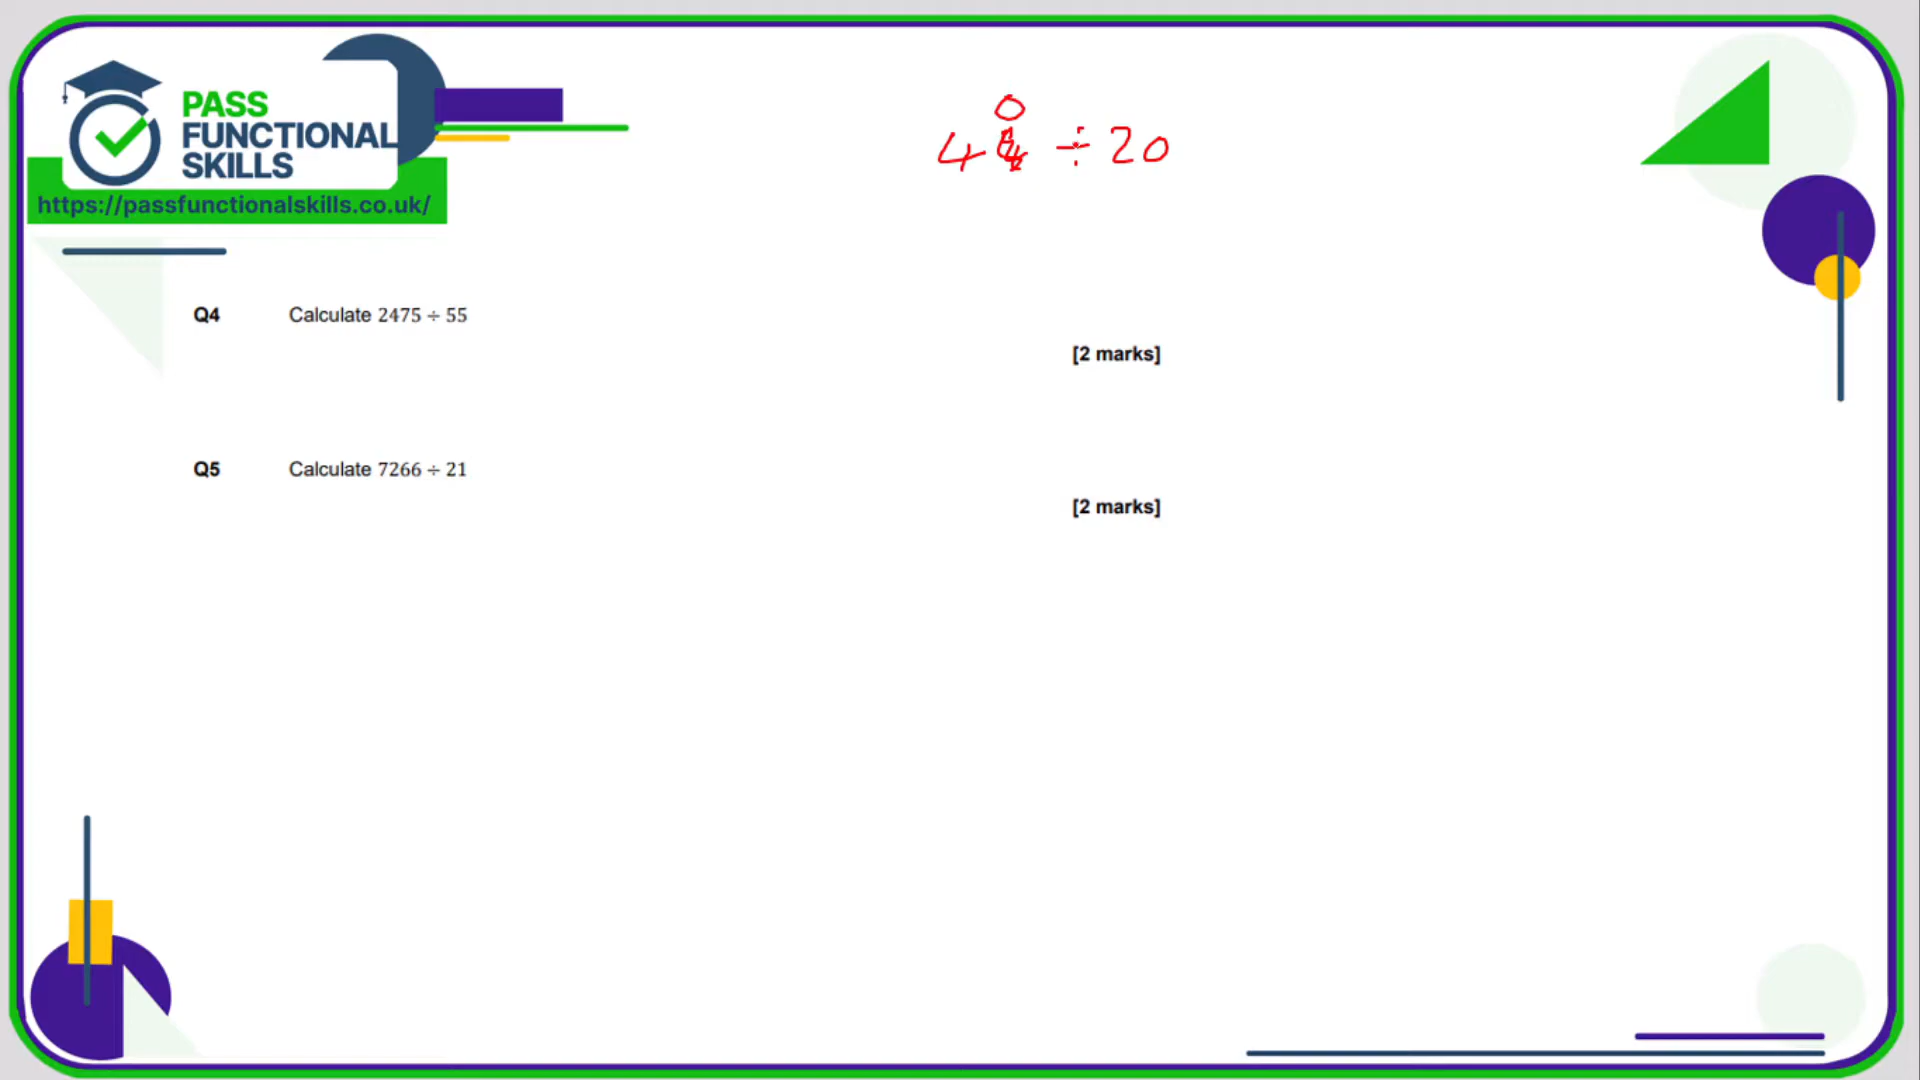 PASS
FUNCTIONAL
SKILLS
https://passfunctionalskills.co.uk/
0
4 ÷ 20
Q4 Calculate 2475 ÷ 55
[2 marks]
Q5 Calculate 7266 ÷ 21
[2 marks]